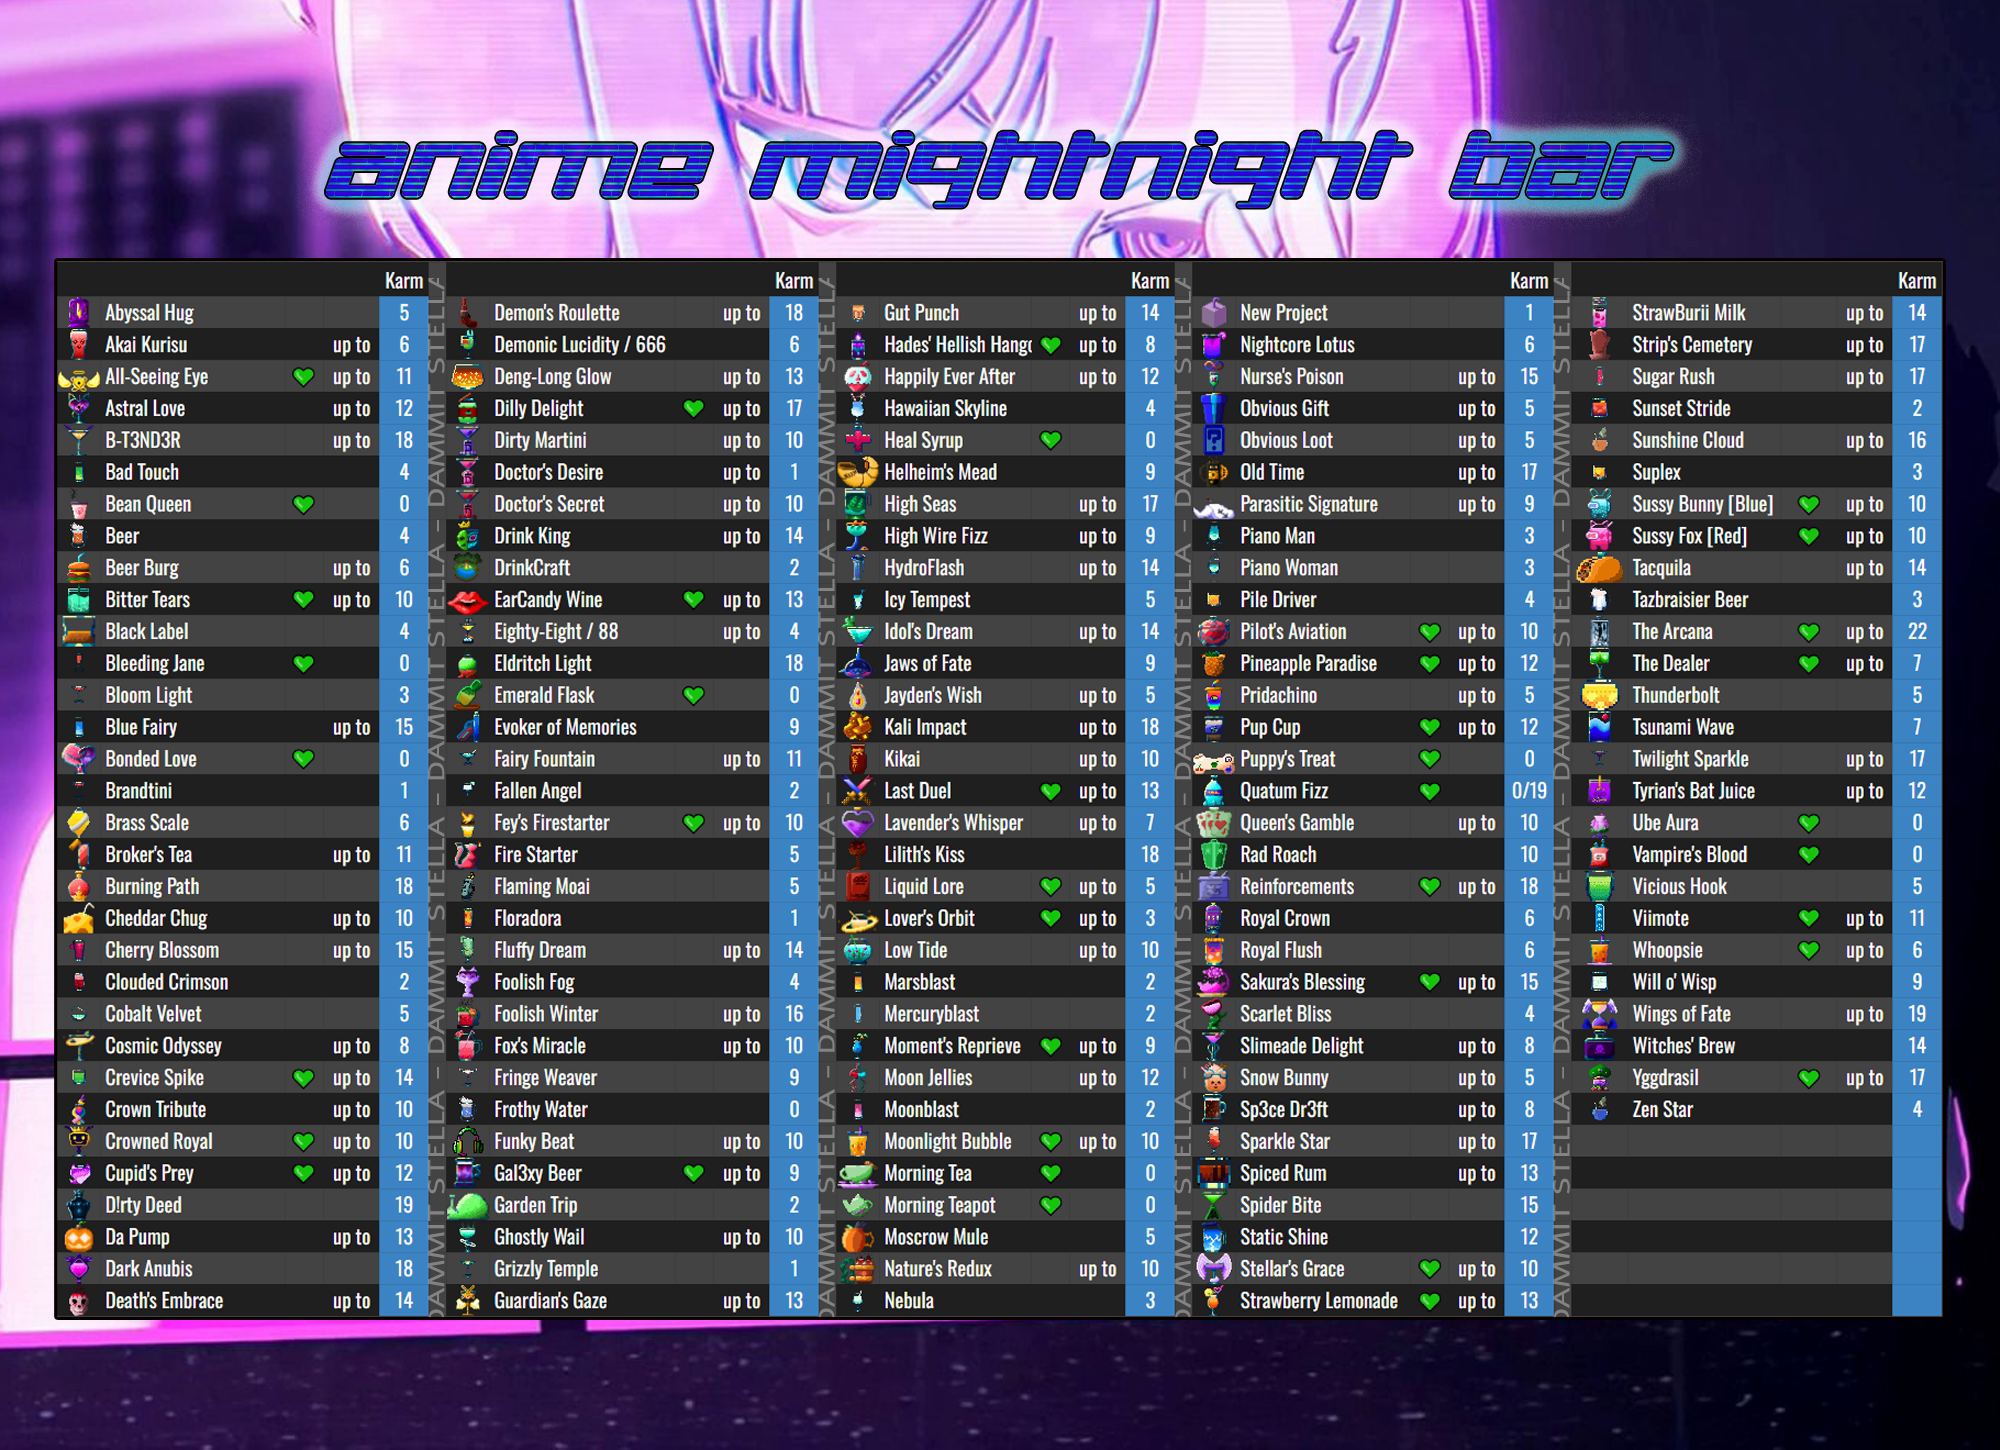 anime mightnight bar
Karm
Abyssal Hug 5
Akai Kurisu up to 6
All-Seeing Eye up to 11
Astral Love up to 12
B-T3ND3R up to 18
Bad Touch 4
Bean Queen 0
Beer 4
Beer Burg up to 6
Bitter Tears up to 10
Black Label 4
Bleeding Jane 0
Bloom Light 3
Blue Fairy up to 15
Bonded Love 0
Brandtini 1
Brass Scale 6
Broker's Tea up to 11
Burning Path 18
Cheddar Chug up to 10
Cherry Blossom up to 15
Clouded Crimson 2
Cobalt Velvet 5
Cosmic Odyssey up to 8
Crevice Spike up to 14
Crown Tribute up to 10
Crowned Royal up to 10
Cupid's Prey up to 12
D!rty Deed 19
Da Pump up to 13
Dark Anubis 18
Death's Embrace up to 14
DAMMIT STELLA - DAMMIT STELLA - DAMMIT STELLA
Karm
Demon's Roulette up to 18
Demonic Lucidity / 666 6
Deng-Long Glow up to 13
Dilly Delight up to 17
Dirty Martini up to 10
Doctor's Desire up to 1
Doctor's Secret up to 10
Drink King up to 14
DrinkCraft 2
EarCandy Wine up to 13
Eighty-Eight / 88 up to 4
Eldritch Light 18
Emerald Flask 0
Evoker of Memories 9
Fairy Fountain up to 11
Fallen Angel 2
Fey's Firestarter up to 10
Fire Starter 5
Flaming Moai 5
Floradora 1
Fluffy Dream up to 14
Foolish Fog 4
Foolish Winter up to 16
Fox's Miracle up to 10
Fringe Weaver 9
Frothy Water 0
Funky Beat up to 10
Gal3xy Beer up to 9
Garden Trip 2
Ghostly Wail up to 10
Grizzly Temple 1
Guardian's Gaze up to 13
DAMMIT STELLA - DAMMIT STELLA - DAMMIT STELLA
Karm
Gut Punch up to 14
Hades' Hellish Hang up to 8
Happily Ever After up to 12
Hawaiian Skyline 4
Heal Syrup 0
Helheim's Mead 9
High Seas up to 17
High Wire Fizz up to 9
HydroFlash up to 14
Icy Tempest 5
Idol's Dream up to 14
Jaws of Fate 9
Jayden's Wish up to 5
Kali Impact up to 18
Kikai up to 10
Last Duel up to 13
Lavender's Whisper up to 7
Lilith's Kiss 18
Liquid Lore up to 5
Lover's Orbit up to 3
Low Tide up to 10
Marsblast 2
Mercuryblast 2
Moment's Reprieve up to 9
Moon Jellies up to 12
Moonblast 2
Moonlight Bubble up to 10
Morning Tea 0
Morning Teapot 0
Moscrow Mule 5
Nature's Redux up to 10
Nebula 3
DAMMIT STELLA - DAMMIT STELLA - DAMMIT STELLA
Karm
New Project 1
Nightcore Lotus 6
Nurse's Poison up to 15
Obvious Gift up to 5
Obvious Loot up to 5
Old Time up to 17
Parasitic Signature up to 9
Piano Man 3
Piano Woman 3
Pile Driver 4
Pilot's Aviation up to 10
Pineapple Paradise up to 12
Pridachino up to 5
Pup Cup up to 12
Puppy's Treat 0
Quatum Fizz 0/19
Queen's Gamble up to 10
Rad Roach 10
Reinforcements up to 18
Royal Crown 6
Royal Flush 6
Sakura's Blessing up to 15
Scarlet Bliss 4
Slimeade Delight up to 8
Snow Bunny up to 5
Sp3ce Dr3ft up to 8
Sparkle Star up to 17
Spiced Rum up to 13
Spider Bite 15
Static Shine 12
Stellar's Grace up to 10
Strawberry Lemonade up to 13
DAMMIT STELLA - DAMMIT STELLA - DAMMIT STELLA
Karm
StrawBurii Milk up to 14
Strip's Cemetery up to 17
Sugar Rush up to 17
Sunset Stride 2
Sunshine Cloud up to 16
Suplex 3
Sussy Bunny [Blue] up to 10
Sussy Fox [Red] up to 10
Tacquila up to 14
Tazbraisier Beer 3
The Arcana up to 22
The Dealer up to 7
Thunderbolt 5
Tsunami Wave 7
Twilight Sparkle up to 17
Tyrian's Bat Juice up to 12
Ube Aura 0
Vampire's Blood 0
Vicious Hook 5
Viimote up to 11
Whoopsie up to 6
Will o' Wisp 9
Wings of Fate up to 19
Witches' Brew 14
Yggdrasil up to 17
Zen Star 4